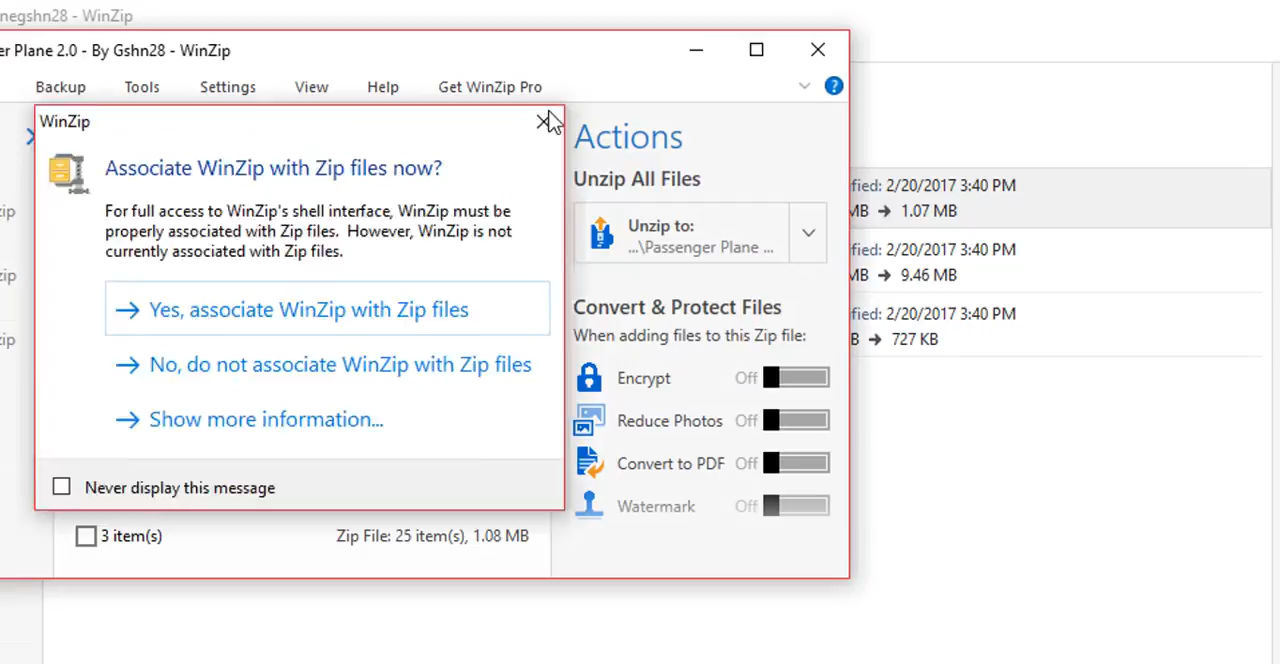 negshn28 - WinZip
er Plane 2.0 - By Gshn28 - WinZip
Backup Tools Settings View Help Get WinZip Pro
WinZip
Associate WinZip with Zip files now?
For full access to WinZip's shell interface, WinZip must be
properly associated with Zip files. However, WinZip is not
currently associated with Zip files.
Yes, associate WinZip with Zip files
No, do not associate WinZip with Zip files
Show more information...
Never display this message
3 item(s) Zip File: 25 item(s), 1.08 MB
zip
zip
zip
Actions
Unzip All Files
Unzip to:
...\Passenger Plane ...
Convert & Protect Files
When adding files to this Zip file:
Encrypt Off
Reduce Photos Off
Convert to PDF Off
Watermark Off
fied: 2/20/2017 3:40 PM
MB → 1.07 MB
fied: 2/20/2017 3:40 PM
MB → 9.46 MB
fied: 2/20/2017 3:40 PM
B → 727 KB